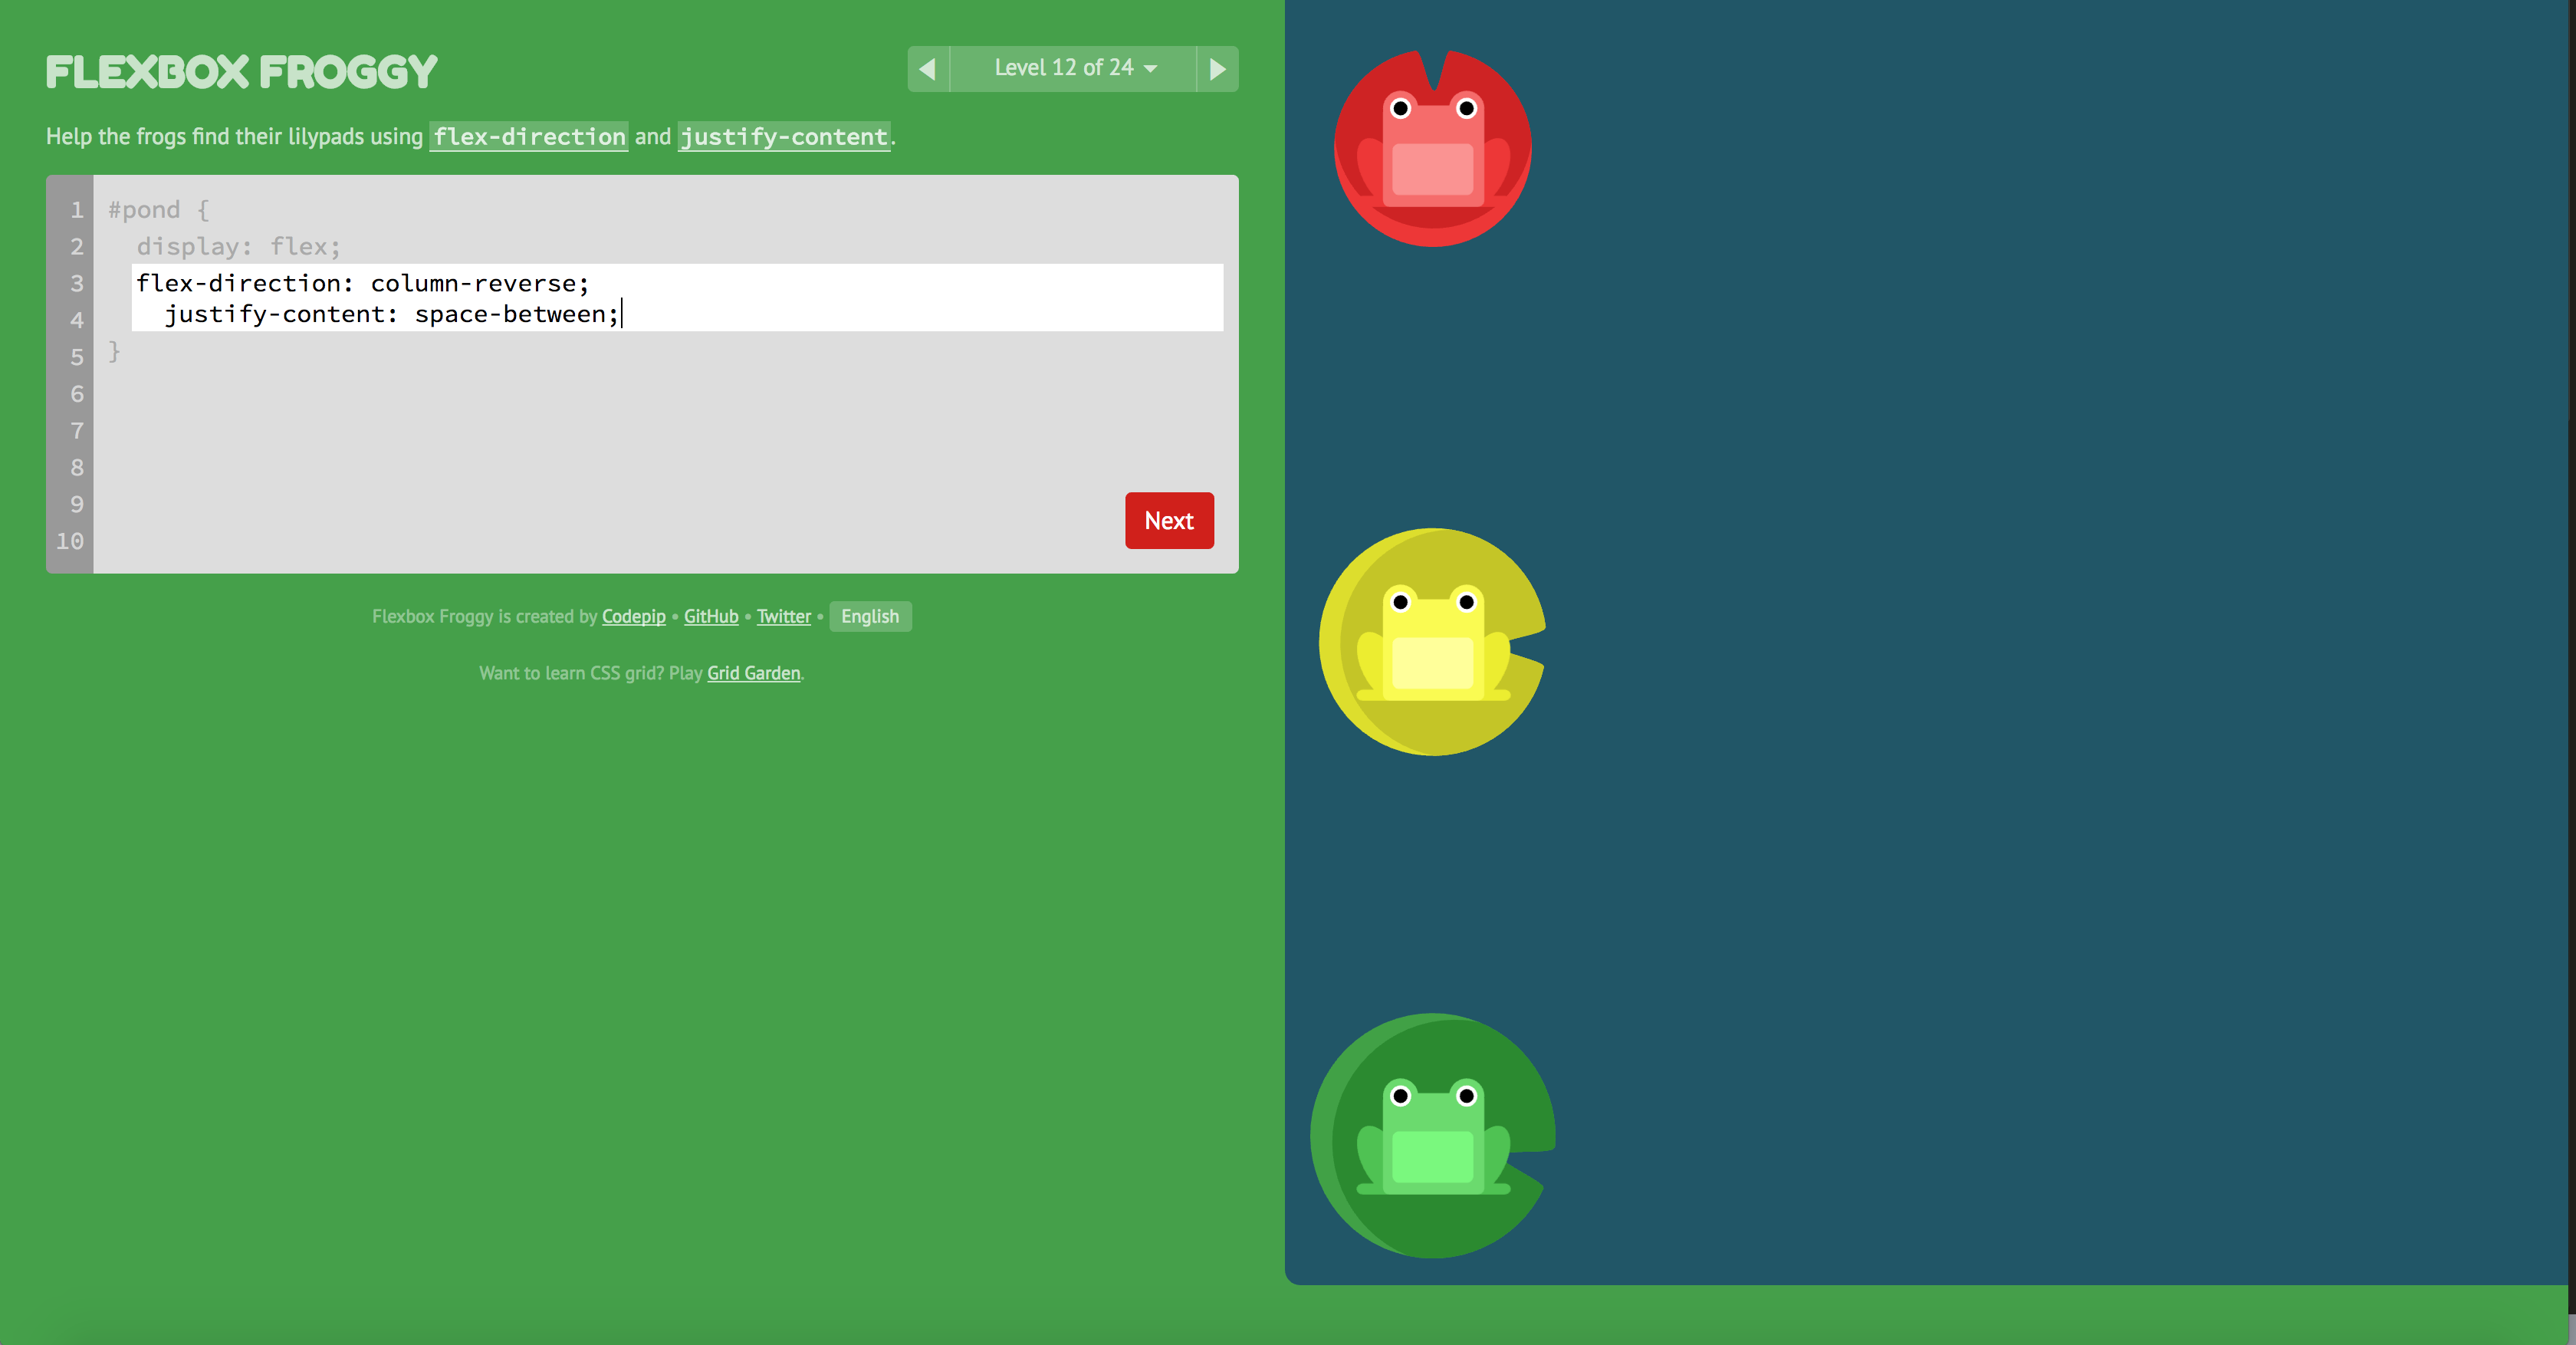 FLEXBOX FROGGY
Level 12 of 24
Help the frogs find their lilypads using flex-direction and justify-content.
1 #pond {
2 display: flex;
3 flex-direction: column-reverse;
4 justify-content: space-between;
5 }
6
7
8
9
10
Next
Flexbox Froggy is created by Codepip • GitHub • Twitter • English
Want to learn CSS grid? Play Grid Garden.